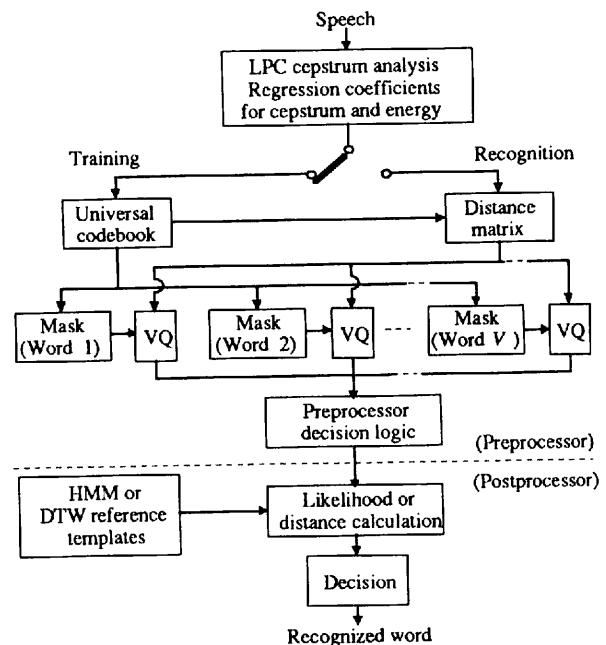 Speech
LPC cepstrum analysis
Regression coefficients
for cepstrum and energy
Training
Recognition
Universal
codebook
Distance
matrix
Mask
(Word 1)
VQ
Mask
(Word 2)
VQ
Mask
(Word V)
VQ
Preprocessor
decision logic
(Preprocessor)
(Postprocessor)
HMM or
DTW reference
templates
Likelihood or
distance calculation
Decision
Recognized word